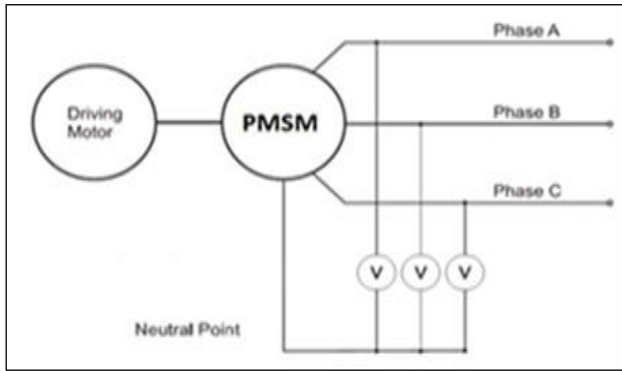 Phase A
Driving
Motor
PMSM
Phase B
Phase C
V V V
Neutral Point